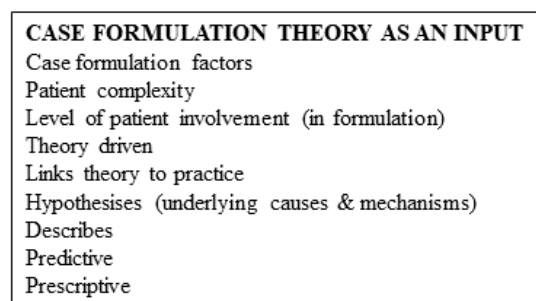 CASE FORMULATION THEORY AS AN INPUT
Case formulation factors
Patient complexity
Level of patient involvement (in formulation)
Theory driven
Links theory to practice
Hypothesises (underlying causes & mechanisms)
Describes
Predictive
Prescriptive